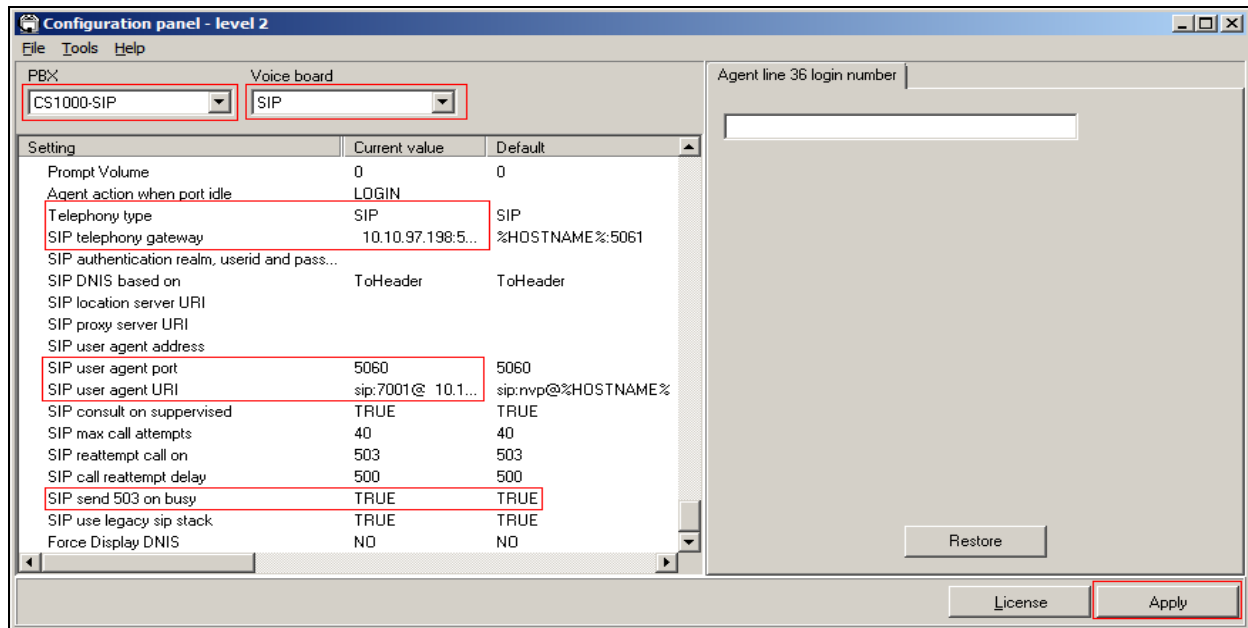 Configuration panel - level 2
File Tools Help
PBX Voice board
CS1000-SIP SIP
Agent line 36 login number
Setting Current value Default
Prompt Volume 0 0
Agent action when port idle LOGIN
Telephony type SIP SIP
SIP telephony gateway 10.10.97.198:5... %HOSTNAME%:5061
SIP authentication realm, userid and pass...
SIP DNIS based on ToHeader ToHeader
SIP location server URI
SIP proxy server URI
SIP user agent address
SIP user agent port 5060 5060
SIP user agent URI sip:7001@ 10.1... sip:nvp@%HOSTNAME%
SIP consult on suppervised TRUE TRUE
SIP max call attempts 40 40
SIP reattempt call on 503 503
SIP call reattempt delay 500 500
SIP send 503 on busy TRUE TRUE
SIP use legacy sip stack TRUE TRUE
Force Display DNIS NO NO
Restore
License Apply